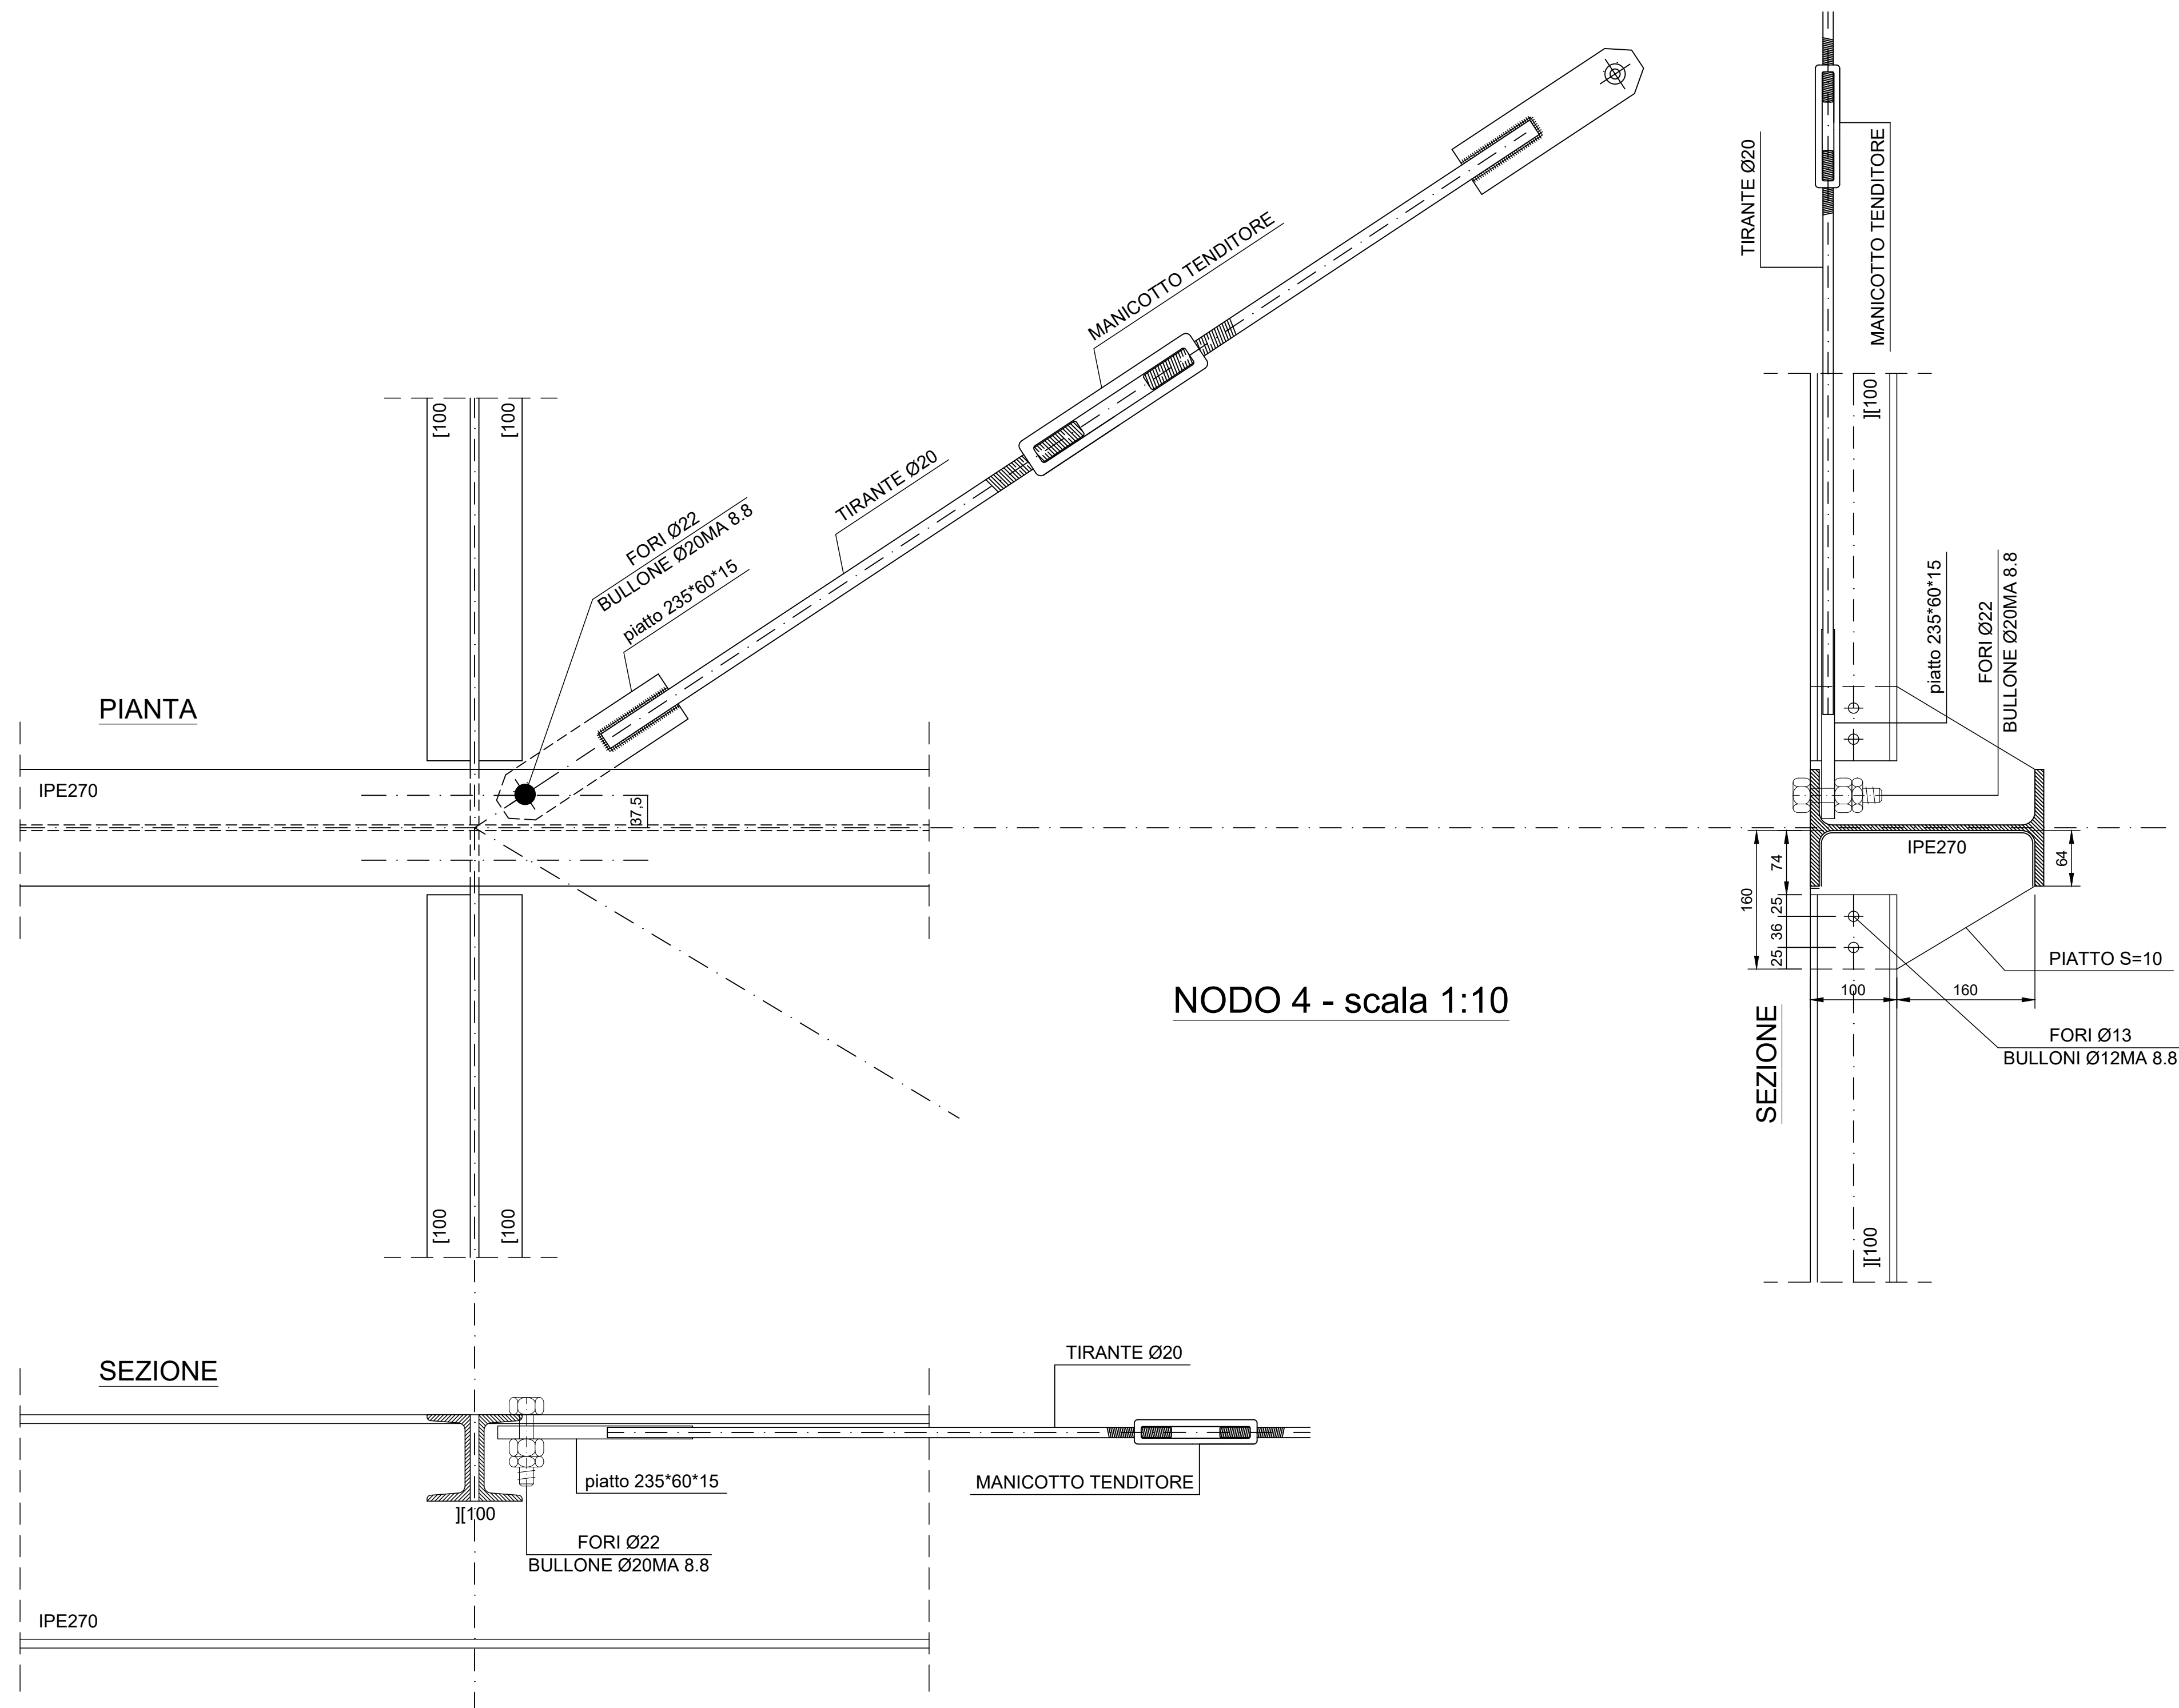 MANICOTTO TENDITORE
TIRANTE Ø20
FORI Ø22
BULLONE Ø20MA 8.8
piatto 235*60*15
[100
[100
PIANTA
IPE270
37,5
[100
[100
TIRANTE Ø20
MANICOTTO TENDITORE
][100
piatto 235*60*15
FORI Ø22
BULLONE Ø20MA 8.8
IPE270
74
64
160
25
36
25
PIATTO S=10
100
160
FORI Ø13
BULLONI Ø12MA 8.8
SEZIONE
][100
NODO 4 - scala 1:10
SEZIONE
TIRANTE Ø20
piatto 235*60*15
MANICOTTO TENDITORE
][100
FORI Ø22
BULLONE Ø20MA 8.8
IPE270